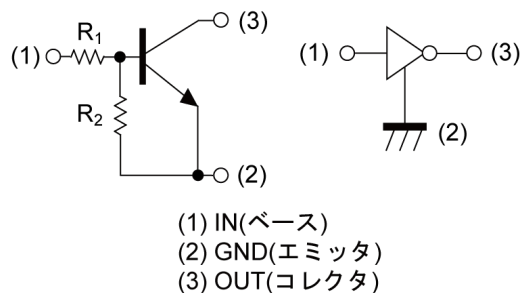 (3)
R1
(1)
R2
(2)
(1)
(3)
(2)
(1) IN(ベース)
(2) GND(エミッタ)
(3) OUT(コレクタ)